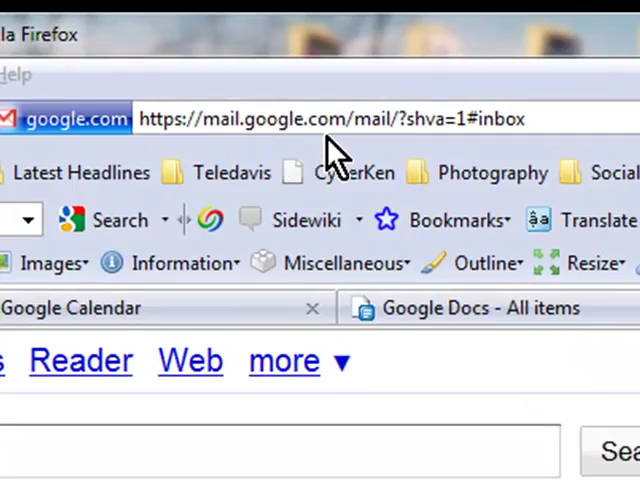 la Firefox
Help
google.com https://mail.google.com/mail/?shva=1#inbox
Latest Headlines Teledavis CyberKen Photography Social
Search Sidewiki Bookmarks Translate
Images Information Miscellaneous Outline Resize
Google Calendar Google Docs - All items
s Reader Web more
Sea